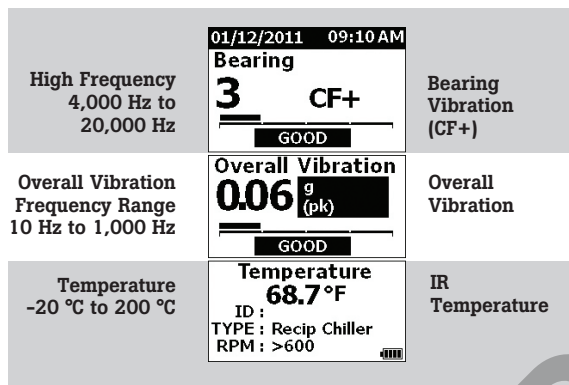 01/12/2011 09:10 AM
High Frequency
4,000 Hz to
20,000 Hz
Bearing
3 CF+
GOOD
Bearing
Vibration
(CF+)
Overall Vibration
Frequency Range
10 Hz to 1,000 Hz
Overall Vibration
0.06 g
(pk)
GOOD
Overall
Vibration
Temperature
–20 °C to 200 °C
Temperature
68.7°F
ID :
TYPE : Recip Chiller
RPM : >600
IR
Temperature